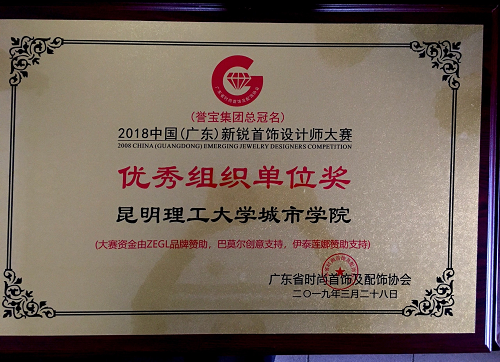 (誉宝集团总冠名)
2018中国(广东)新锐首饰设计师大赛
2008 CHINA (GUANGDONG) EMERGING JEWELRY DESIGNERS COMPETITION
优秀组织单位奖
昆明理工大学城市学院
(大赛资金由ZEGL品牌赞助，巴莫尔创意支持，伊泰莲娜赞助支持)
广东省时尚首饰及配饰协会
二〇一九年三月二十八日